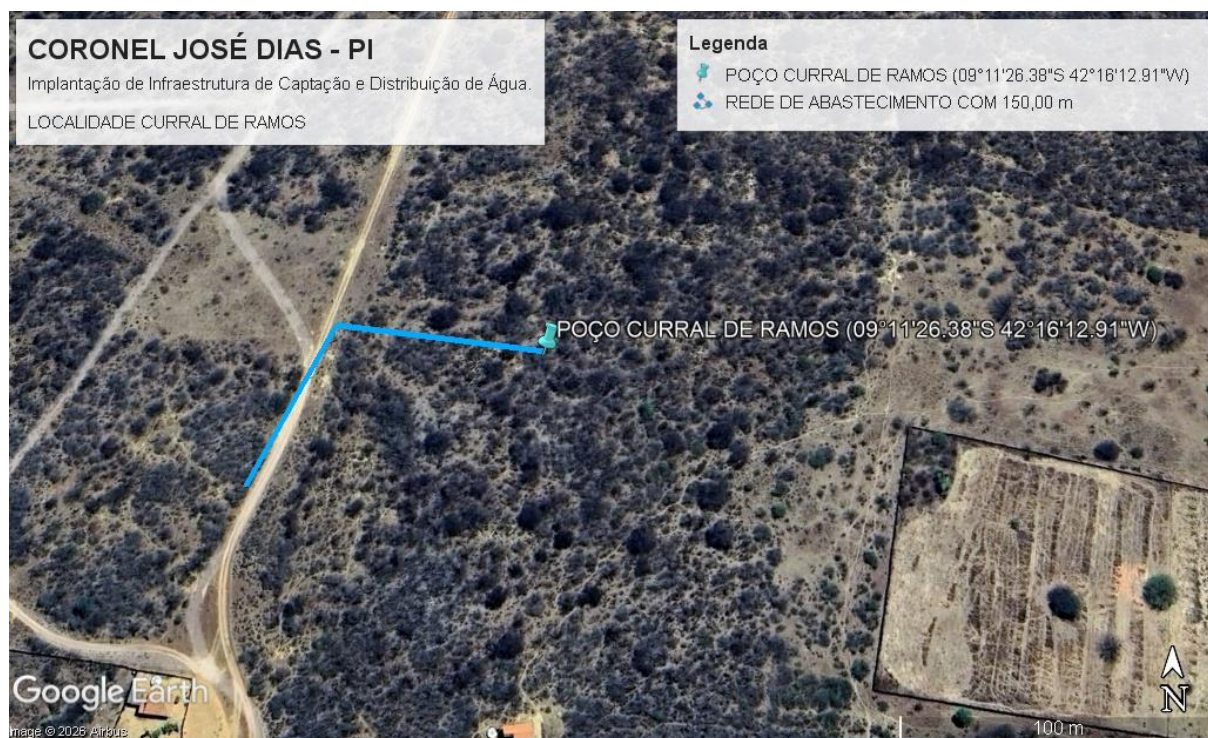 CORONEL JOSÉ DIAS - PI
Implantação de Infraestrutura de Captação e Distribuição de Água.
LOCALIDADE CURRAL DE RAMOS
Legenda
POÇO CURRAL DE RAMOS (09°11'26.38"S 42°16'12.91"W)
REDE DE ABASTECIMENTO COM 150,00 m
POÇO CURRAL DE RAMOS (09°11'26.38"S 42°16'12.91"W)
Google Earth
Image © 2026 Airbus
100 m
N